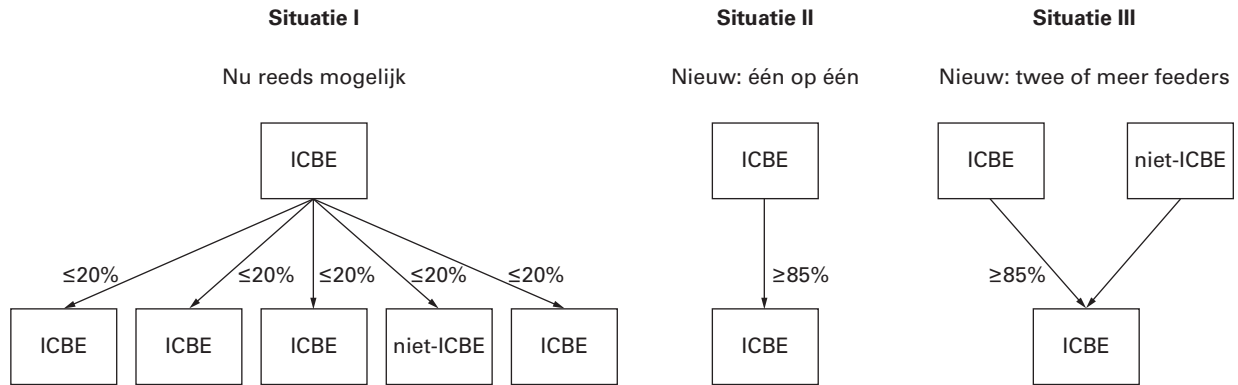 Situatie I
Situatie II
Situatie III
Nu reeds mogelijk
Nieuw: één op één
Nieuw: twee of meer feeders
ICBE
ICBE
ICBE
niet-ICBE
≤20%
≤20%
≤20%
≤20%
≤20%
≥85%
≥85%
ICBE
ICBE
ICBE
niet-ICBE
ICBE
ICBE
ICBE